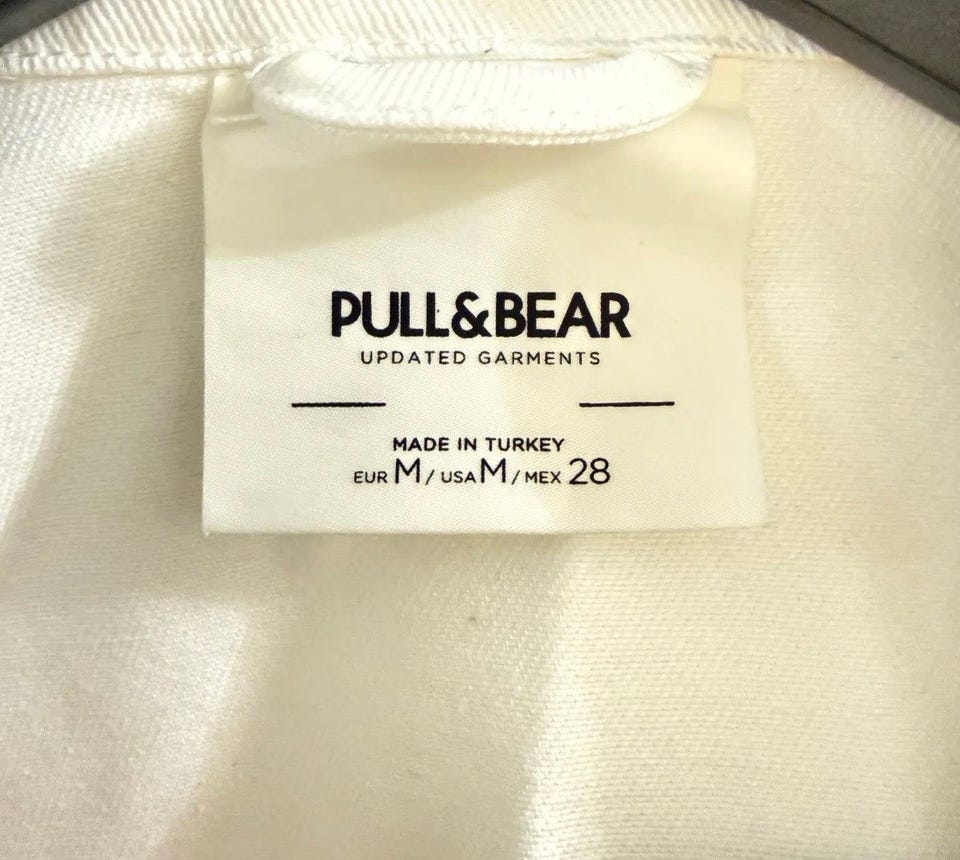 PULL&BEAR
UPDATED GARMENTS
MADE IN TURKEY
EUR M / USA M / MEX 28